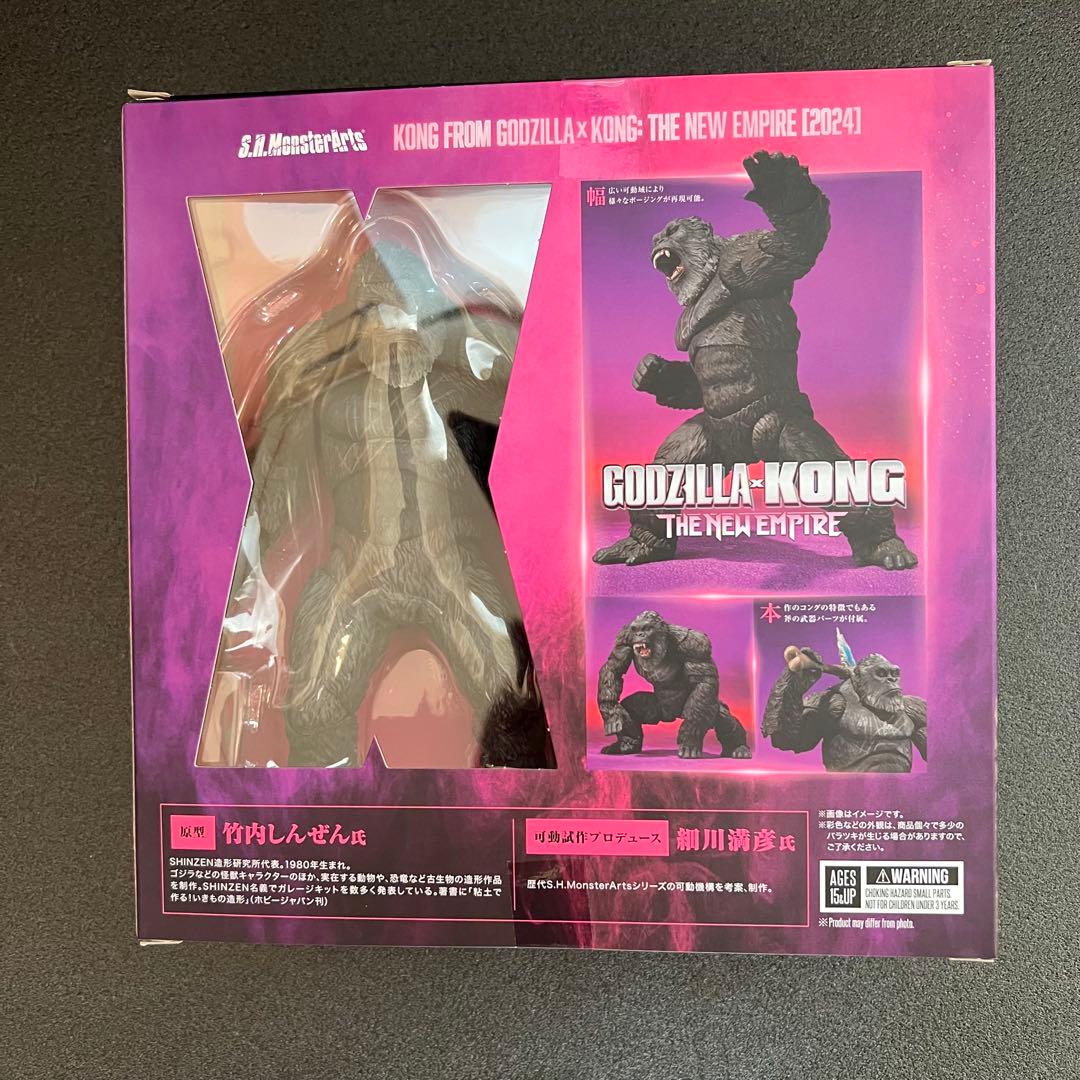 S.H.MonsterArts
KONG FROM GODZILLA x KONG: THE NEW EMPIRE [2024]
幅広い可動域により
様々なポージングが再現可能。
GODZILLA x KONG
THE NEW EMPIRE
本作のコングの特徴でもある
斧の武器パーツが付属。
原型 竹内しんぜん氏
SHINZEN造形研究所代表。1980年生まれ。
ゴジラなどの怪獣キャラクターのほか、実在する動物や、恐竜など古生物の造形作品
を制作。SHINZEN名義でガレージキットを数多く発表している。著書に「粘土で
作る!いきもの造形」(ホビージャパン刊)
可動試作プロデュース 細川満彦氏
歴代S.H.MonsterArtsシリーズの可動機構を考案、制作。
※画像はイメージです。
※彩色などの外観は、商品個々で多少の
バラツキが生じる場合がありますので、
ご了承ください。
AGES
15&UP
WARNING
CHOKING HAZARD SMALL PARTS
NOT FOR CHILDREN UNDER 3 YEARS.
※Product may differ from photo.